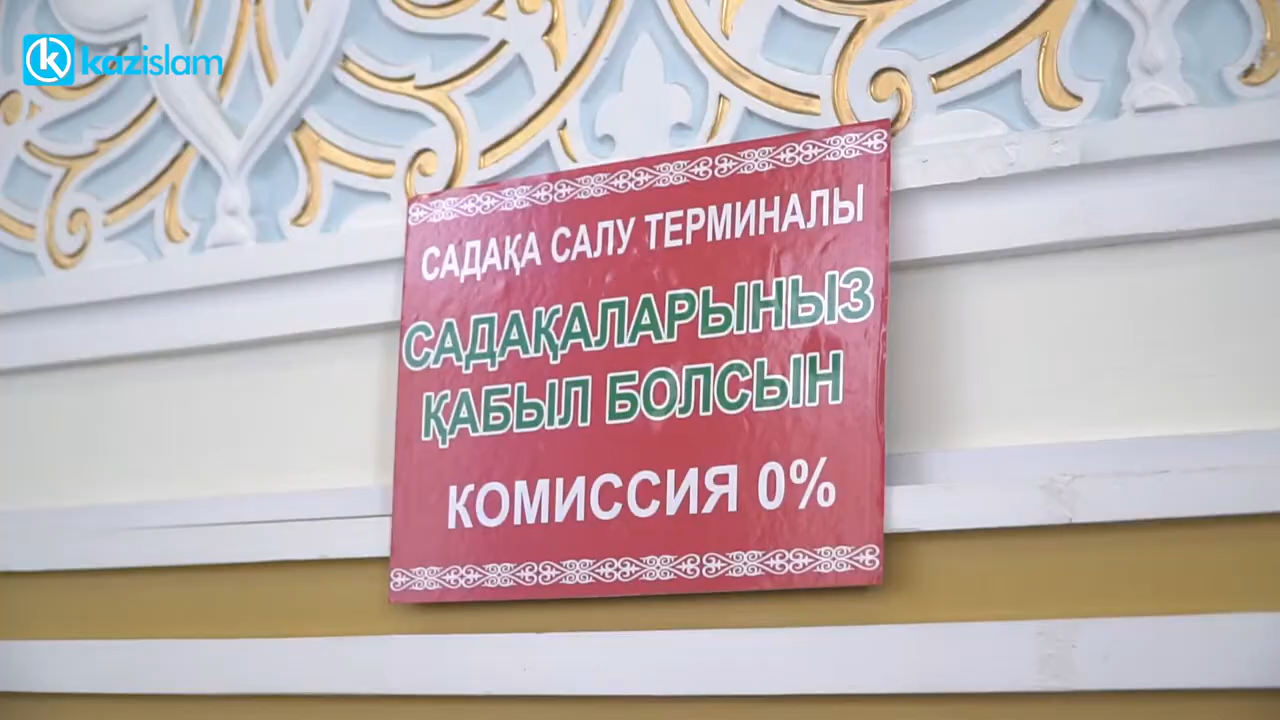 kazislam
САДАҚА САЛУ ТЕРМИНАЛЫ
САДАҚАЛАРЫНЫЗ
ҚАБЫЛ БОЛСЫН
КОМИССИЯ 0%